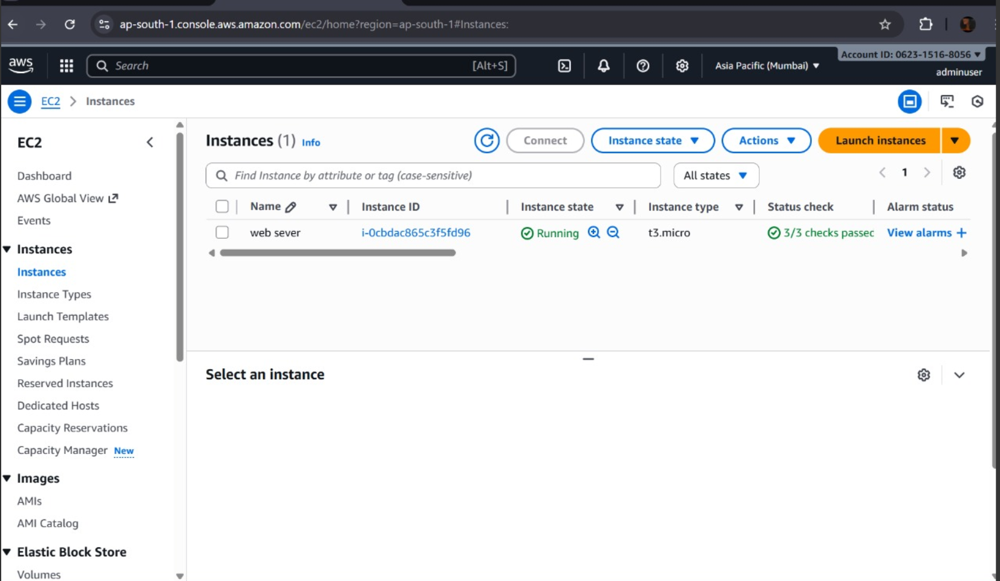 ap-south-1.console.aws.amazon.com/ec2/home?region=ap-south-1#Instances:
aws
Search [Alt+S]
Asia Pacific (Mumbai)
Account ID: 0623-1516-8056
adminuser
EC2 Instances
EC2
Dashboard
AWS Global View
Events
Instances
Instances
Instance Types
Launch Templates
Spot Requests
Savings Plans
Reserved Instances
Dedicated Hosts
Capacity Reservations
Capacity Manager New
Images
AMIs
AMI Catalog
Elastic Block Store
Volumes
Instances (1) Info
Connect
Instance state
Actions
Launch instances
Find Instance by attribute or tag (case-sensitive)
All states
1
Name Instance ID Instance state Instance type Status check Alarm status
web sever i-0cbdac865c3f5fd96 Running t3.micro 3/3 checks passec View alarms +
Select an instance